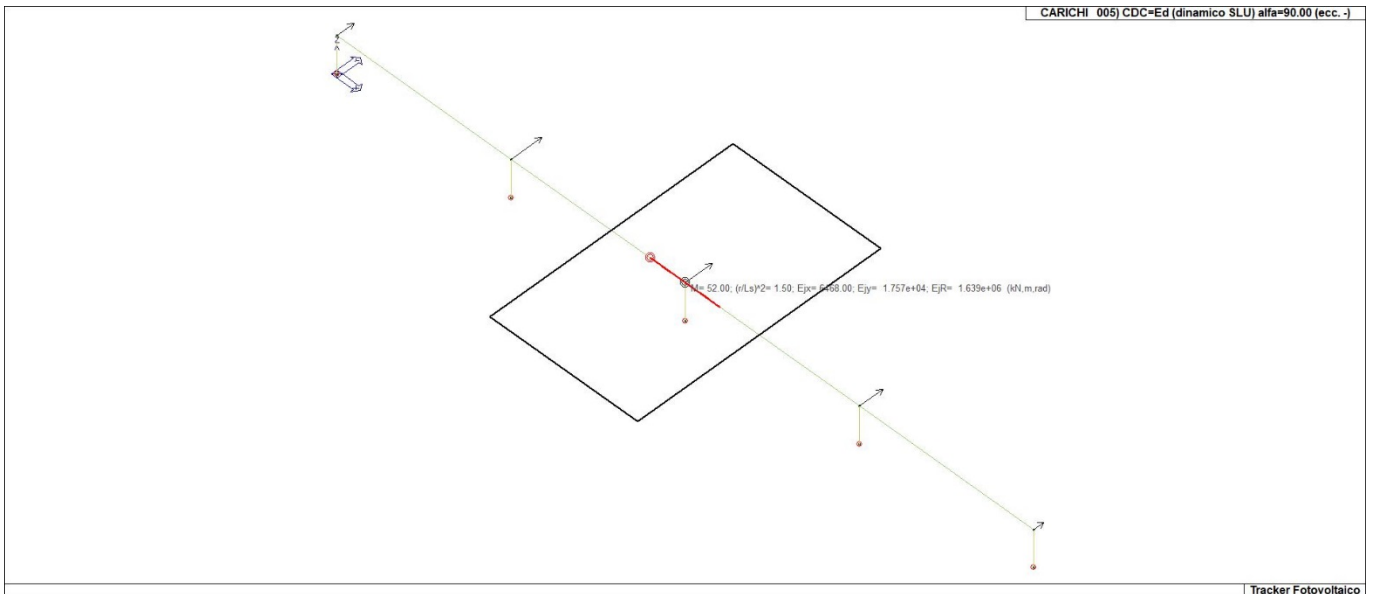 CARICHI 005) CDC=Ed (dinamico SLU) alfa=90.00 (ecc. -)
Z
M= 52.00; (r/Ls)^2= 1.50; Ejx= 6468.00; Ejy= 1.757e+04; EjR= 1.639e+06 (kN,m,rad)
Tracker Fotovoltaico